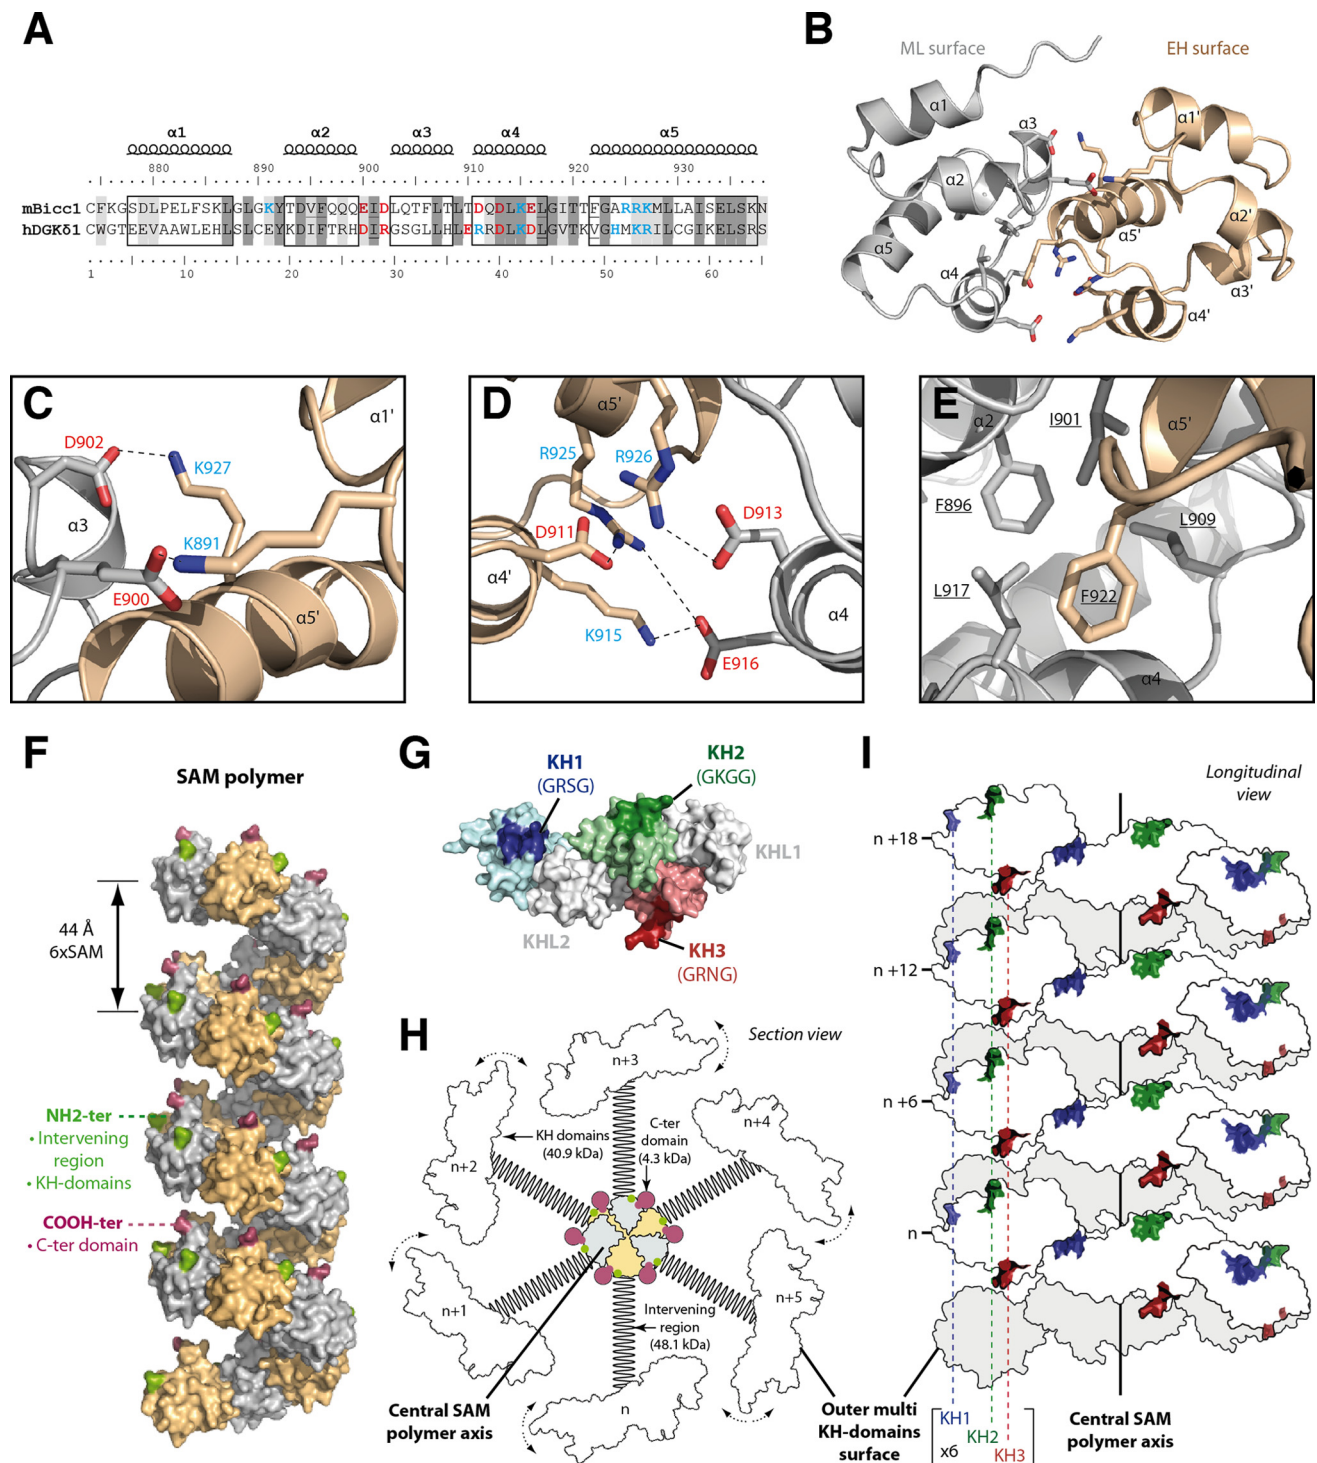 A
α1 α2 α3 α4 α5
880 890 900 910 920 930
mBicc1 CFKGSDLPELFSKLGLGKYTDVFQQQEIDLQTFLTLTDQDLKELGITTFGARRKMLLAISELSKN
hDGKδ1 CWGTEEVAAWLEHLSLCEYKDIFTRHDIRGSGLLHLERRDLKDLGVTKVGHMKRILCGIKELSRS
1 10 20 30 40 50 60
B
ML surface
EH surface
α1
α3
α2
α5
α4
α1'
α2'
α5'
α3'
α4'
C
D902
K927
α1'
α3
K891
E900
α5'
D
α5'
R925
R926
D911
D913
α4'
K915
α4
E916
E
α2
I901
α5'
F896
L909
L917
F922
α4
F
SAM polymer
44 Å
6xSAM
NH2-ter
• Intervening
region
• KH-domains
COOH-ter
• C-ter domain
G
KH1
(GRSG)
KH2
(GKGG)
KHL1
KHL2
KH3
(GRNG)
H
Section view
n+3
n+4
n+2
KH domains
(40.9 kDa)
C-ter
domain
(4.3 kDa)
n+1
n+5
Intervening
region
(48.1 kDa)
n
Central SAM
polymer axis
Outer multi
KH-domains
surface
I
Longitudinal
view
n +18
n +12
n +6
n
KH1
KH2
x6
KH3
Central SAM
polymer axis